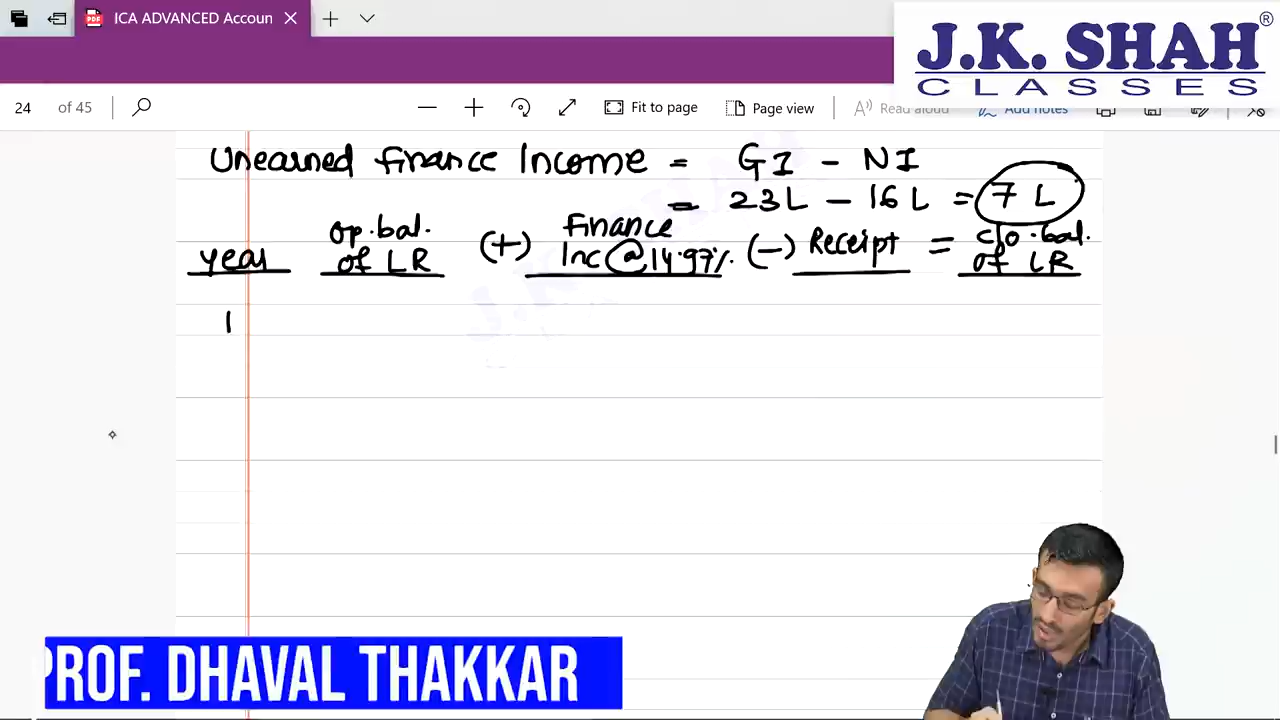 ICA ADVANCED Accoun
J.K. SHAH®
CLASSES
24 of 45
Fit to page
Page view
Read aloud
Add notes
Unearned finance Income = GI - NI
= 23L - 16L = 7L
year op.bal. of LR (+) finance Inc @ 14.97% (-) Receipt = clo.bal. of LR
1
PROF. DHAVAL THAKKAR